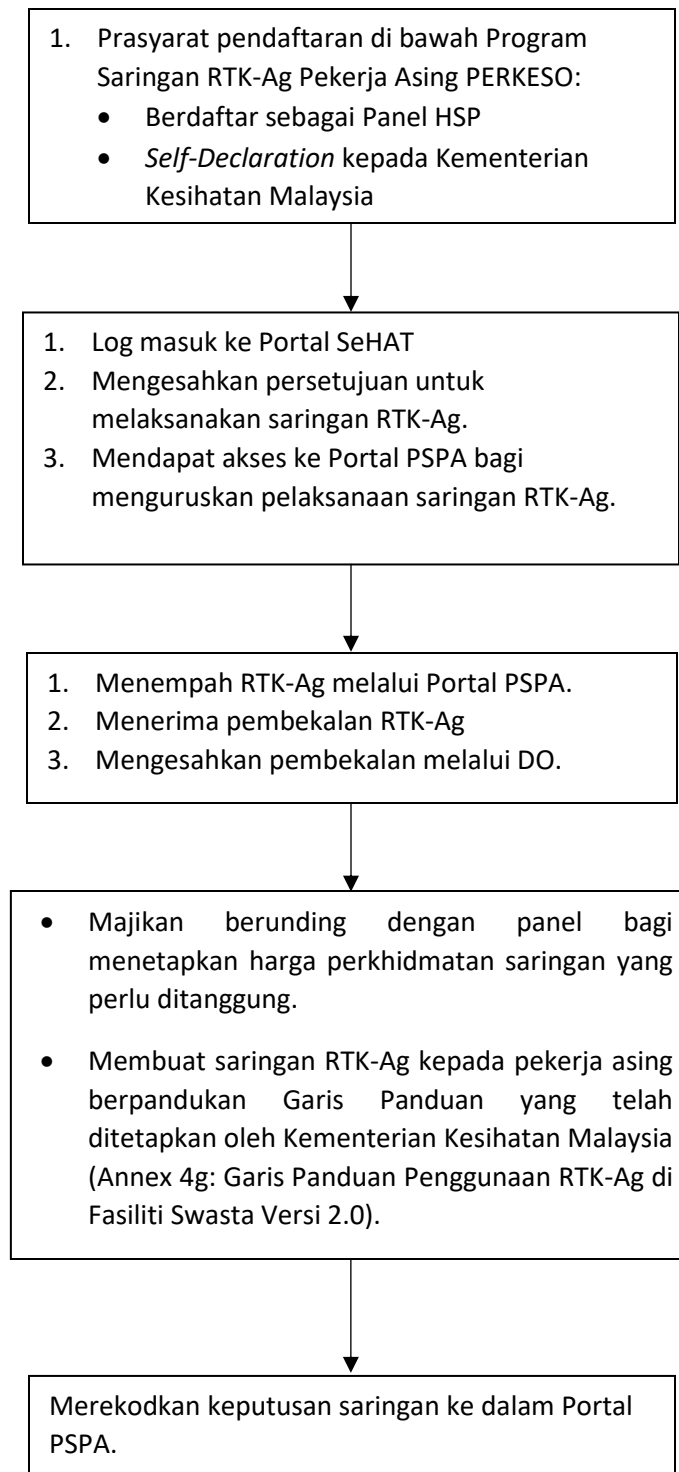 1. Prasyarat pendaftaran di bawah Program
Saringan RTK-Ag Pekerja Asing PERKESO:
• Berdaftar sebagai Panel HSP
• Self-Declaration kepada Kementerian
Kesihatan Malaysia
1. Log masuk ke Portal SeHAT
2. Mengesahkan persetujuan untuk
melaksanakan saringan RTK-Ag.
3. Mendapat akses ke Portal PSPA bagi
menguruskan pelaksanaan saringan RTK-Ag.
1. Menempah RTK-Ag melalui Portal PSPA.
2. Menerima pembekalan RTK-Ag
3. Mengesahkan pembekalan melalui DO.
• Majikan berunding dengan panel bagi
menetapkan harga perkhidmatan saringan yang
perlu ditanggung.
• Membuat saringan RTK-Ag kepada pekerja asing
berpandukan Garis Panduan yang telah
ditetapkan oleh Kementerian Kesihatan Malaysia
(Annex 4g: Garis Panduan Penggunaan RTK-Ag di
Fasiliti Swasta Versi 2.0).
Merekodkan keputusan saringan ke dalam Portal
PSPA.